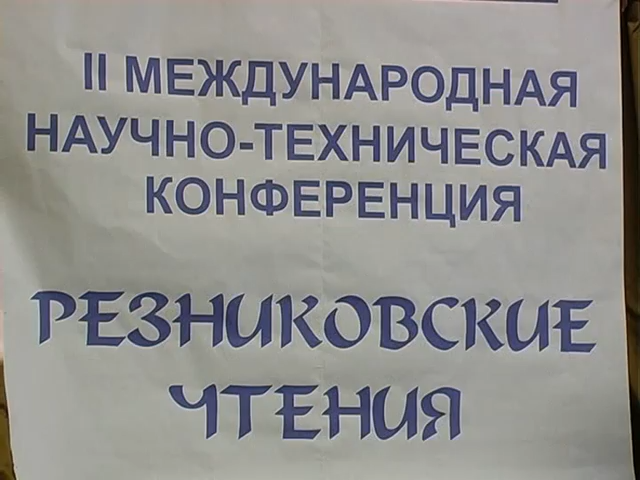 II МЕЖДУНАРОДНАЯ
НАУЧНО-ТЕХНИЧЕСКАЯ
КОНФЕРЕНЦИЯ
РЕЗНИКОВСКИЕ
ЧТЕНИЯ